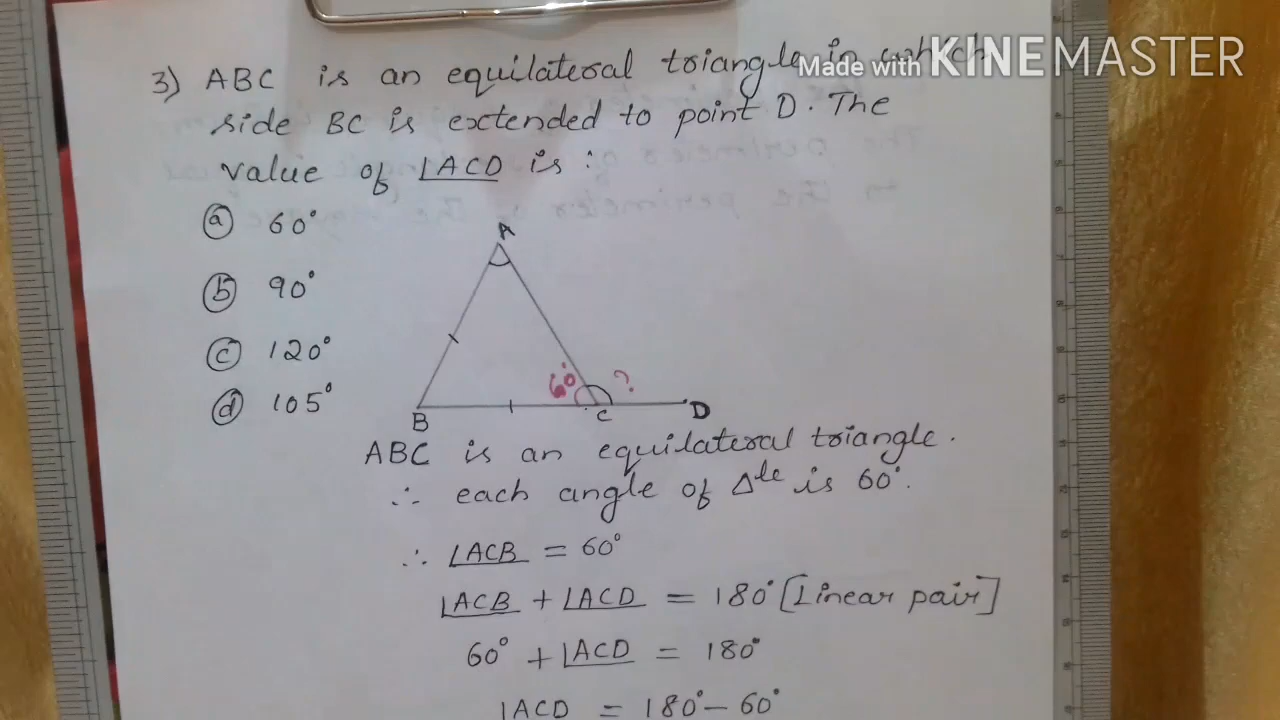 Made with KINEMASTER
3) ABC is an equilateral triangle in which
side BC is extended to point D. The
value of ∠ACD is :
(a) 60°
(b) 90°
(c) 120°
(d) 105°
A
60° ?
B C D
ABC is an equilateral triangle.
∴ each angle of Δle is 60°.
∴ ∠ACB = 60°
∠ACB + ∠ACD = 180° [Linear pair]
60° + ∠ACD = 180°
∠ACD = 180° - 60°